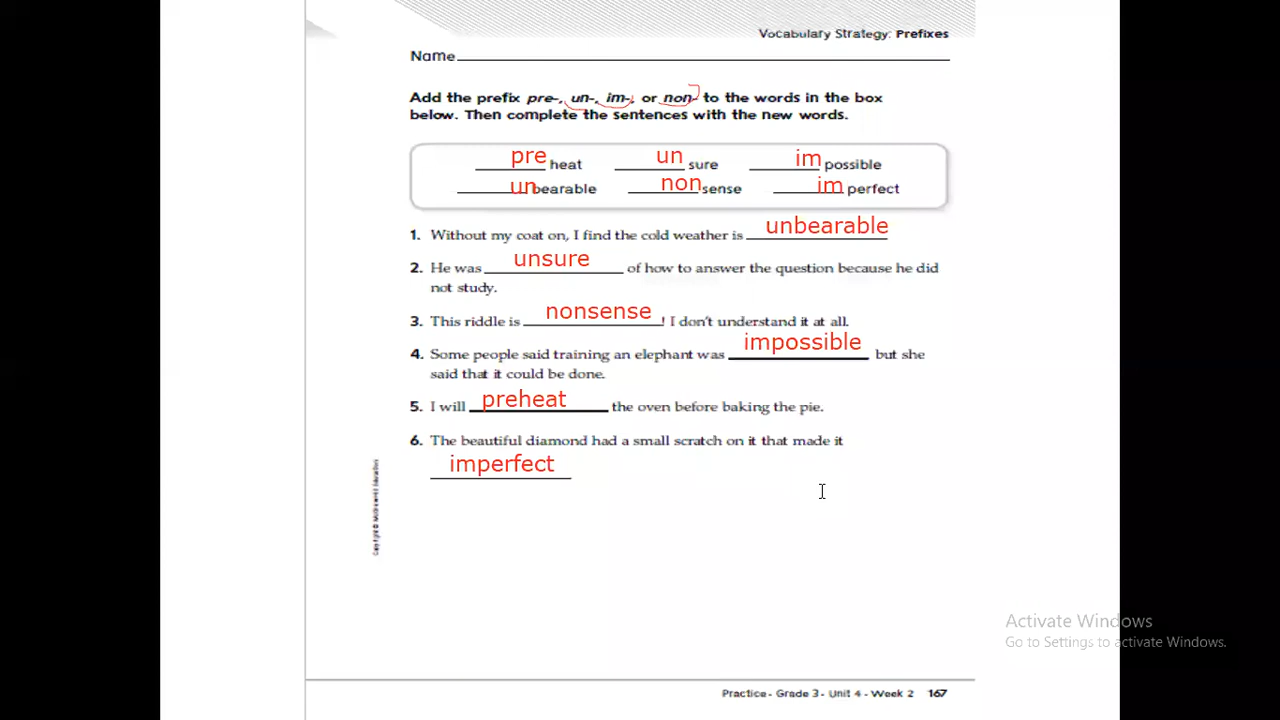 Vocabulary Strategy: Prefixes
Name
Add the prefix pre-, un-, im-, or non- to the words in the box
below. Then complete the sentences with the new words.
pre heat un sure im possible
un bearable non sense im perfect
1. Without my coat on, I find the cold weather is unbearable
2. He was unsure of how to answer the question because he did
not study.
3. This riddle is nonsense! I don't understand it at all.
4. Some people said training an elephant was impossible but she
said that it could be done.
5. I will preheat the oven before baking the pie.
6. The beautiful diamond had a small scratch on it that made it
imperfect
Copyright © McGraw-Hill Education
Activate Windows
Go to Settings to activate Windows.
Practice - Grade 3 - Unit 4 - Week 2 167